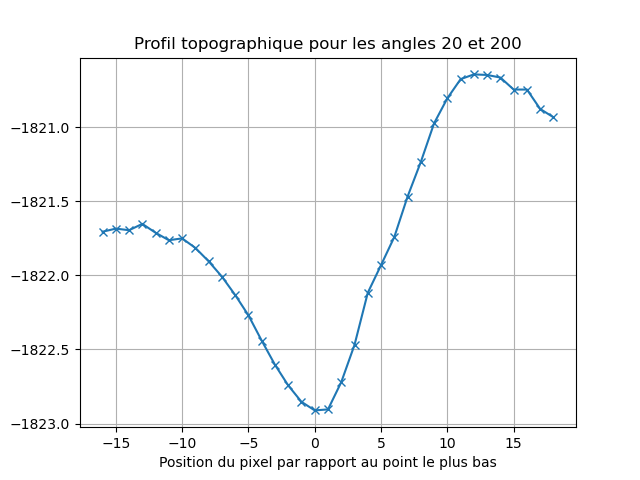 Profil topographique pour les angles 20 et 200
−1821.0
−1821.5
−1822.0
−1822.5
−1823.0
−15 −10 −5 0 5 10 15
Position du pixel par rapport au point le plus bas